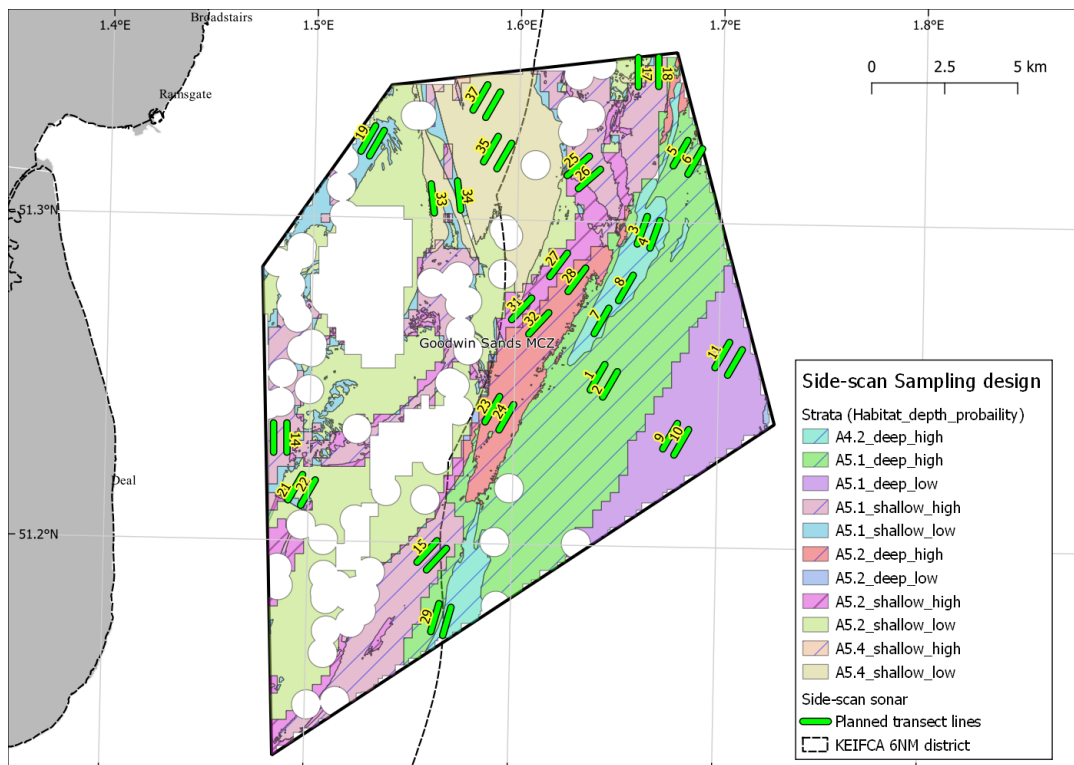 1.4°E
1.5°E
1.6°E
1.7°E
1.8°E
Broadstairs
Ramsgate
0 2.5 5 km
51.3°N
51.2°N
Deal
Goodwin Sands MCZ
37
17
18
19
35
25
26
5
6
33
34
3
4
27
28
8
31
32
7
11
1
2
23
24
14
9
10
21
22
15
29
Side-scan Sampling design
Strata (Habitat_depth_probaility)
A4.2_deep_high
A5.1_deep_high
A5.1_deep_low
A5.1_shallow_high
A5.1_shallow_low
A5.2_deep_high
A5.2_deep_low
A5.2_shallow_high
A5.2_shallow_low
A5.4_shallow_high
A5.4_shallow_low
Side-scan sonar
Planned transect lines
KEIFCA 6NM district